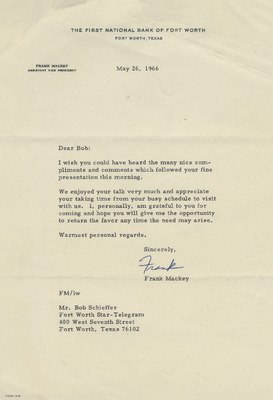 THE FIRST NATIONAL BANK OF FORT WORTH
FORT WORTH, TEXAS
FRANK MACKEY
ASSISTANT VICE PRESIDENT
May 26, 1966
Dear Bob:
I wish you could have heard the many nice com-
pliments and comments which followed your fine
presentation this morning.
We enjoyed your talk very much and appreciate
your taking time from your busy schedule to visit
with us. I, personally, am grateful to you for
coming and hope you will give me the opportunity
to return the favor any time the need may arise.
Warmest personal regards.
Sincerely,
Frank
Frank Mackey
FM/iw
Mr. Bob Schieffer
Fort Worth Star-Telegram
400 West Seventh Street
Fort Worth, Texas 76102